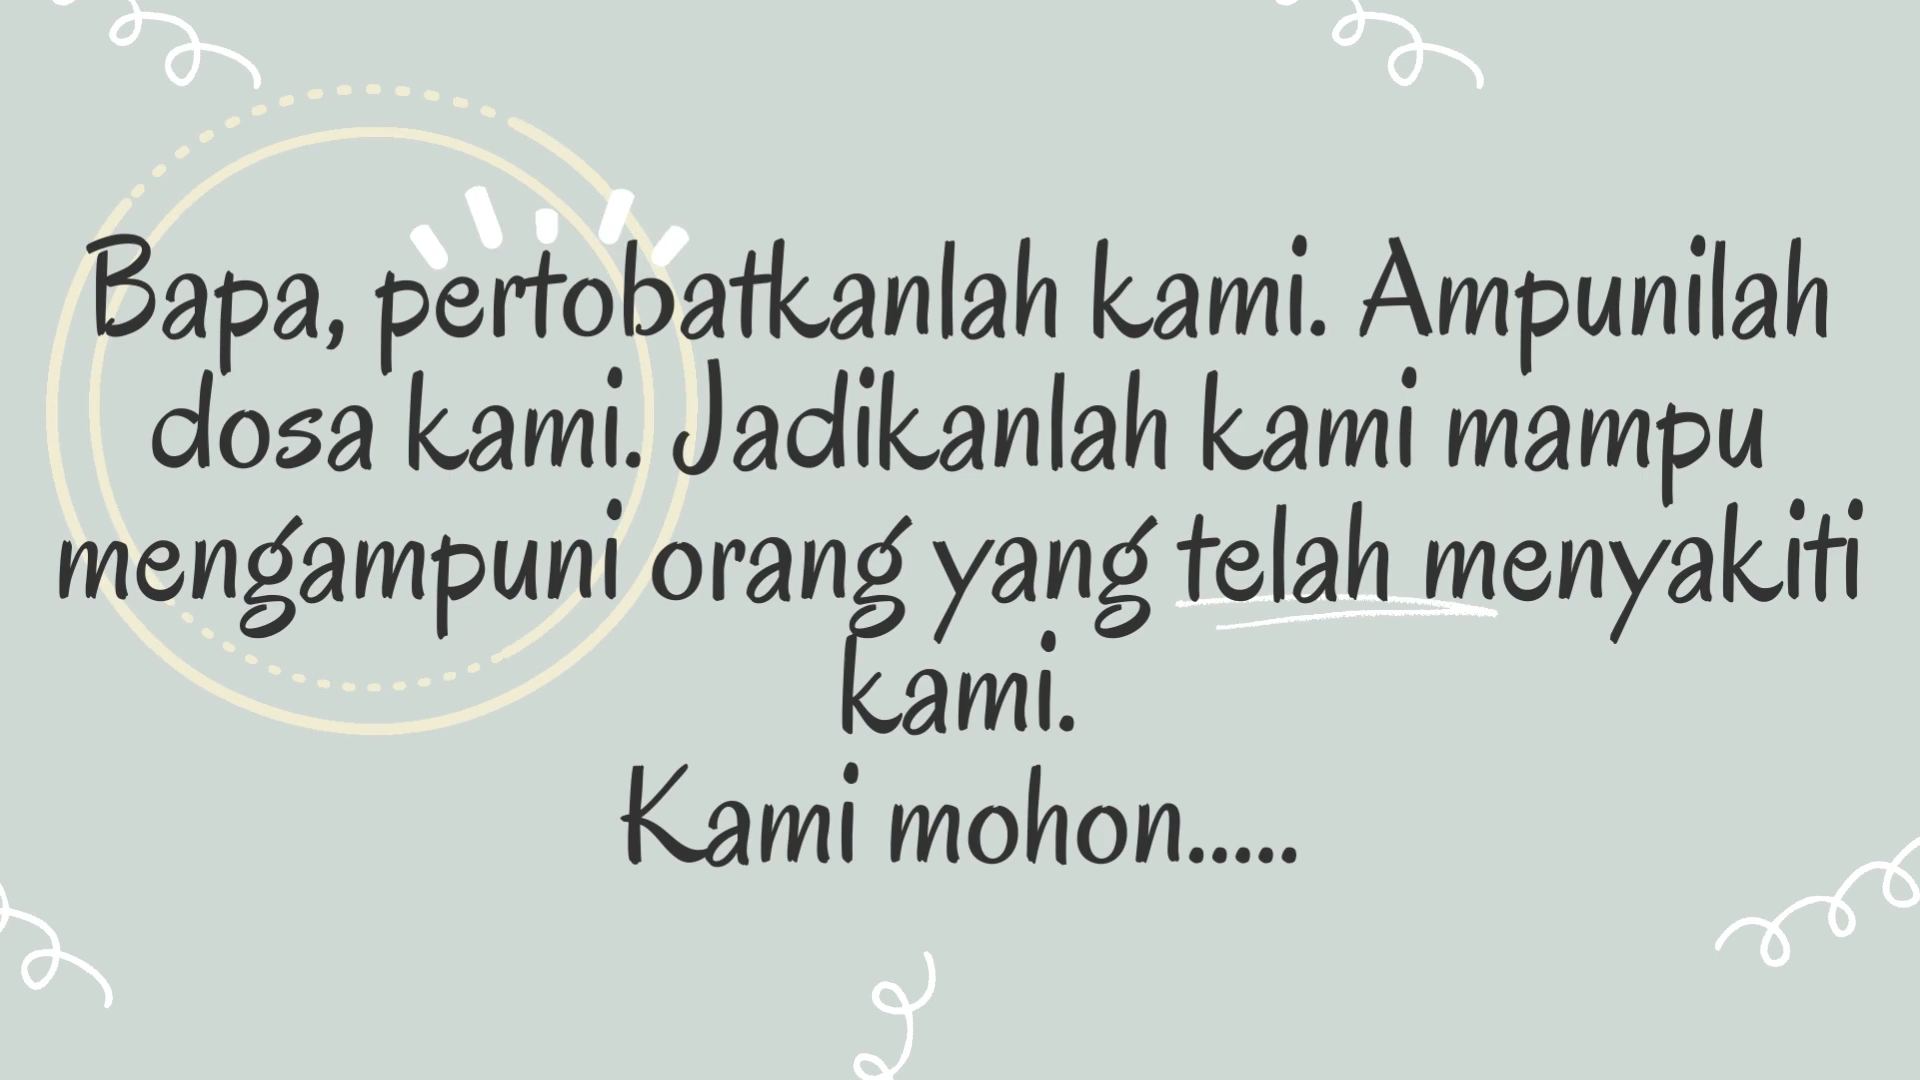 Bapa, pertobatkanlah kami. Ampunilah
dosa kami. Jadikanlah kami mampu
mengampuni orang yang telah menyakiti
kami.
Kami mohon.....